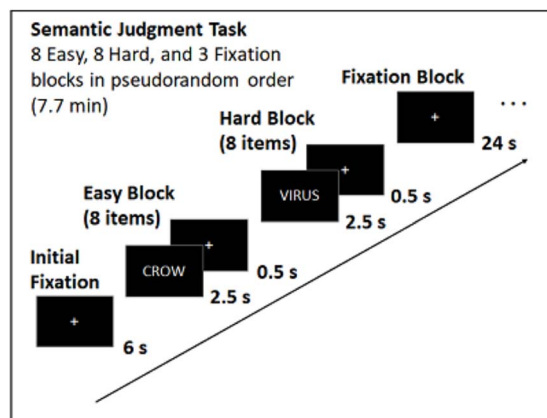 Semantic Judgment Task
8 Easy, 8 Hard, and 3 Fixation
blocks in pseudorandom order
(7.7 min)
Fixation Block
+
...
24 s
Hard Block
(8 items)
+
VIRUS
0.5 s
2.5 s
Easy Block
(8 items)
+
CROW
0.5 s
2.5 s
Initial
Fixation
+
6 s